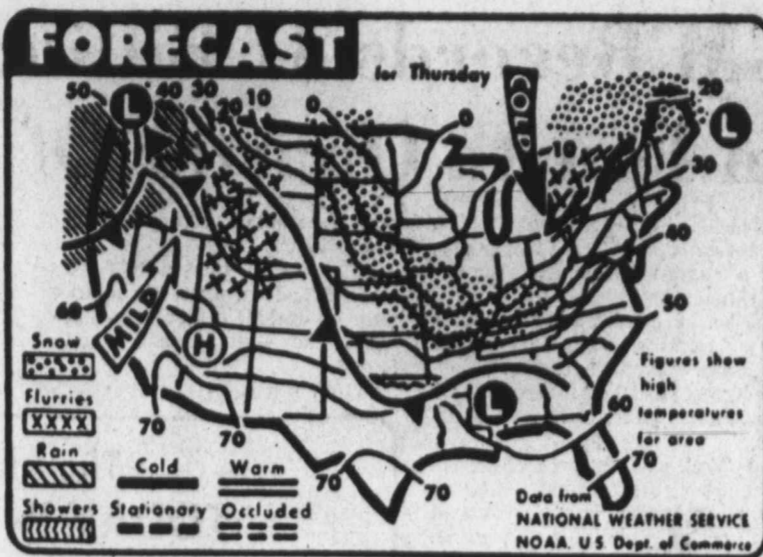 FORECAST
for Thursday
50 L 40 30 20 10 0 0 COLD 20 L
10
30
40
60 MILD H 50
Snow
Flurries
Rain
Showers
Cold
Warm
Stationary
Occluded
70 70 70 70 L 60 70
Figures show
high
temperatures
for area
Data from
NATIONAL WEATHER SERVICE
NOAA, U.S. Dept. of Commerce